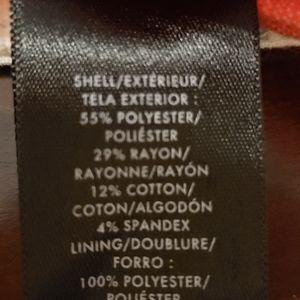 SHELL/EXTÉRIEUR/
TELA EXTERIOR :
55% POLYESTER/
POLIÉSTER
29% RAYON/
RAYONNE/RAYÓN
12% COTTON/
COTON/ALGODÓN
4% SPANDEX
LINING/DOUBLURE/
FORRO :
100% POLYESTER/
POLIÉSTER